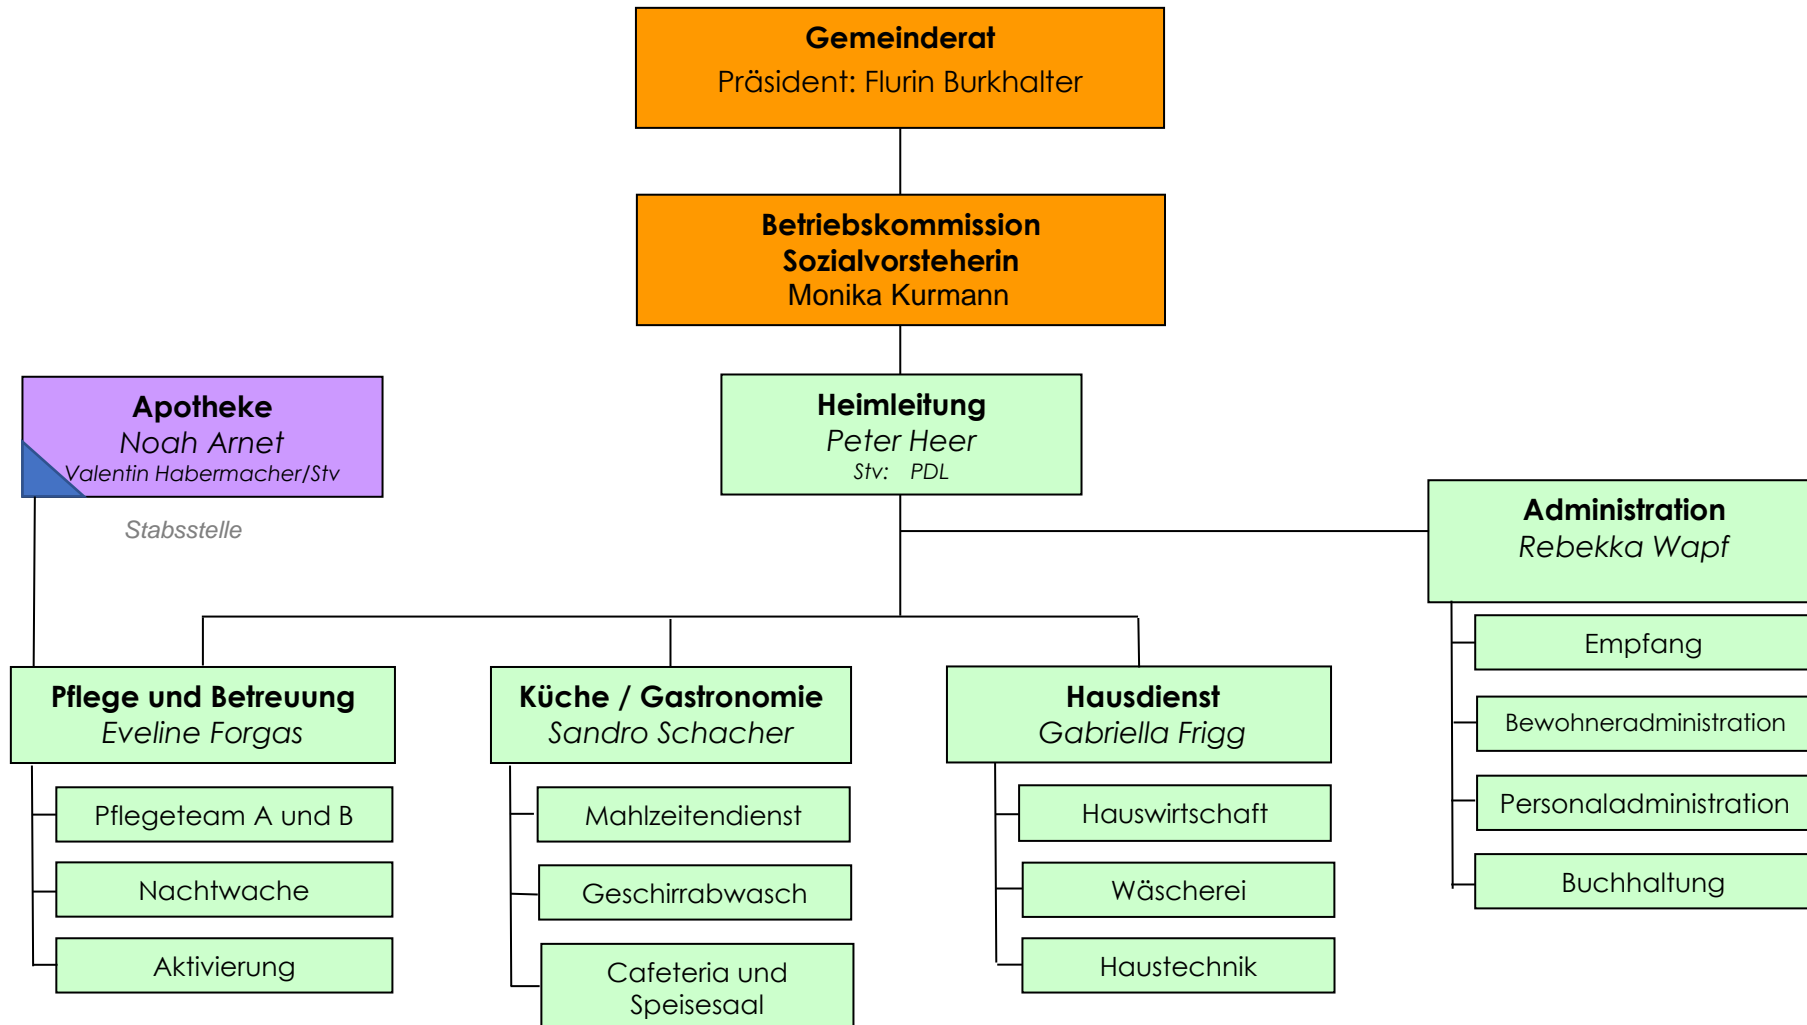 Gemeinderat
Präsident: Flurin Burkhalter
Betriebskommission
Sozialvorsteherin
Monika Kurmann
Apotheke
Noah Arnet
Valentin Habermacher/Stv
Stabsstelle
Heimleitung
Peter Heer
Stv: PDL
Administration
Rebekka Wapf
Empfang
Bewohneradministration
Personaladministration
Buchhaltung
Pflege und Betreuung
Eveline Forgas
Pflegeteam A und B
Nachtwache
Aktivierung
Küche / Gastronomie
Sandro Schacher
Mahlzeitendienst
Geschirrabwasch
Cafeteria und
Speisesaal
Hausdienst
Gabriella Frigg
Hauswirtschaft
Wäscherei
Haustechnik